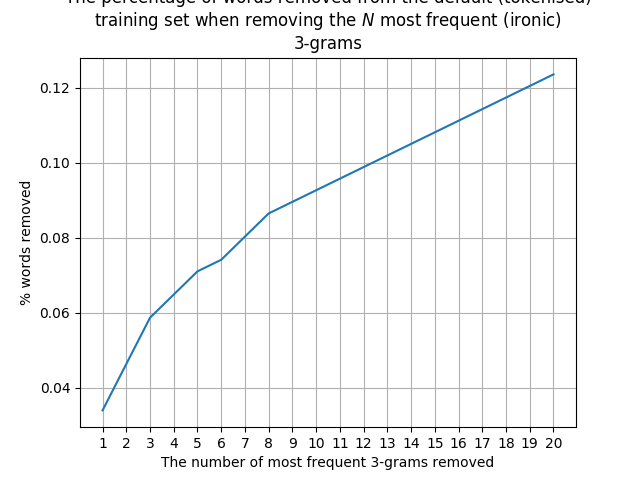 The percentage of words removed from the default (tokenised)
training set when removing the N most frequent (ironic)
3-grams
0.12
0.10
0.08
0.06
0.04
% words removed
1 2 3 4 5 6 7 8 9 10 11 12 13 14 15 16 17 18 19 20
The number of most frequent 3-grams removed